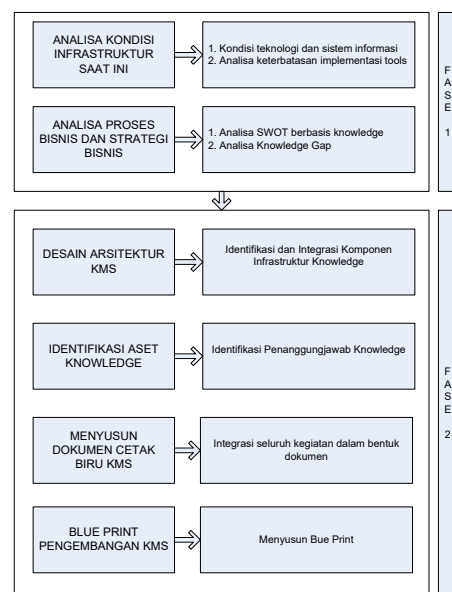 ANALISA KONDISI
INFRASTRUKTUR
SAAT INI
1. Kondisi teknologi dan sistem informasi
2. Analisa keterbatasan implementasi tools
ANALISA PROSES
BISNIS DAN STRATEGI
BISNIS
1. Analisa SWOT berbasis knowledge
2. Analisa Knowledge Gap
F
A
S
E
1
DESAIN ARSITEKTUR
KMS
Identifikasi dan Integrasi Komponen
Infrastruktur Knowledge
IDENTIFIKASI ASET
KNOWLEDGE
Identifikasi Penanggungjawab Knowledge
MENYUSUN
DOKUMEN CETAK
BIRU KMS
Integrasi seluruh kegiatan dalam bentuk
dokumen
BLUE PRINT
PENGEMBANGAN KMS
Menyusun Bue Print
F
A
S
E
2